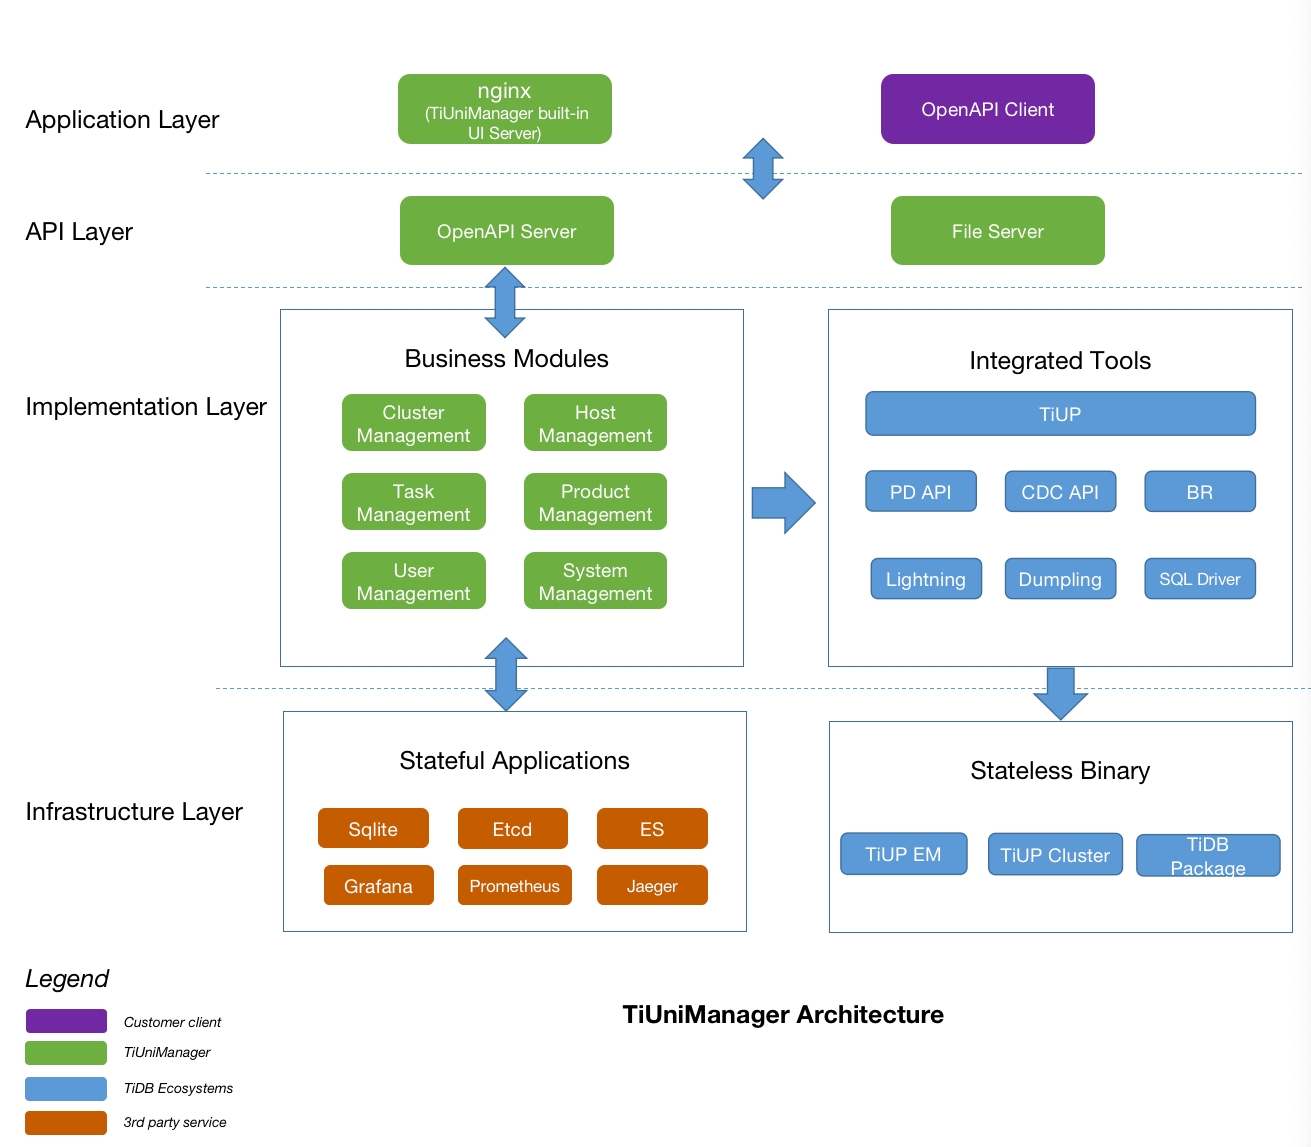 Application Layer
nginx
(TiUniManager built-in
UI Server)
OpenAPI Client
API Layer
OpenAPI Server
File Server
Implementation Layer
Business Modules
Cluster
Management
Host
Management
Task
Management
Product
Management
User
Management
System
Management
Integrated Tools
TiUP
PD API
CDC API
BR
Lightning
Dumpling
SQL Driver
Infrastructure Layer
Stateful Applications
Sqlite
Etcd
ES
Grafana
Prometheus
Jaeger
Stateless Binary
TiUP EM
TiUP Cluster
TiDB
Package
Legend
Customer client
TiUniManager
TiDB Ecosystems
3rd party service
TiUniManager Architecture